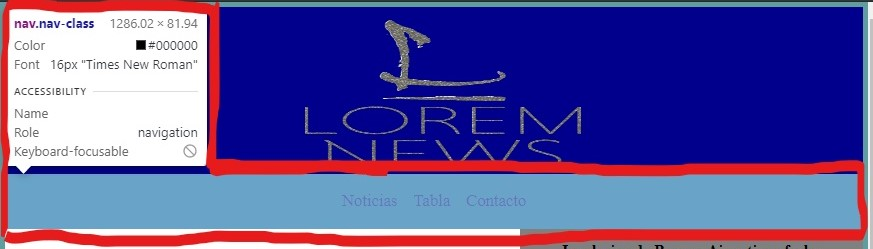 nav.nav-class 1286.02 × 81.94
Color #000000
Font 16px "Times New Roman"
ACCESSIBILITY
Name
Role navigation
Keyboard-focusable
LOREM
NEWS
Noticias Tabla Contacto